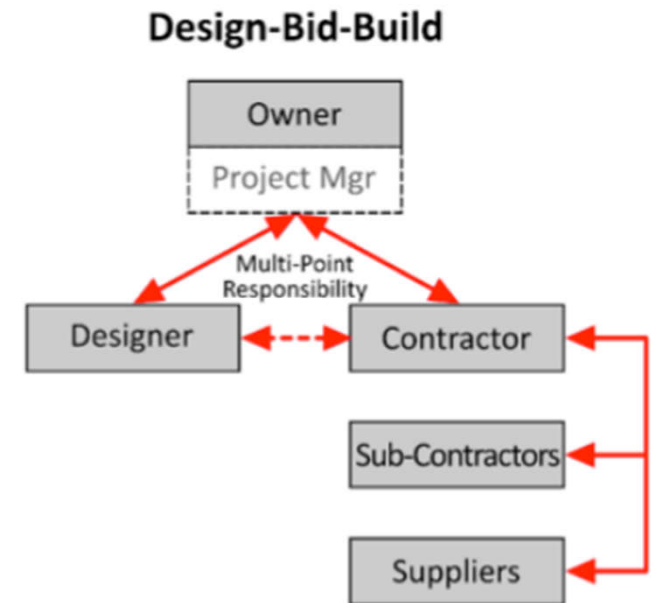 Design-Bid-Build
Owner
Project Mgr
Multi-Point
Responsibility
Designer
Contractor
Sub-Contractors
Suppliers